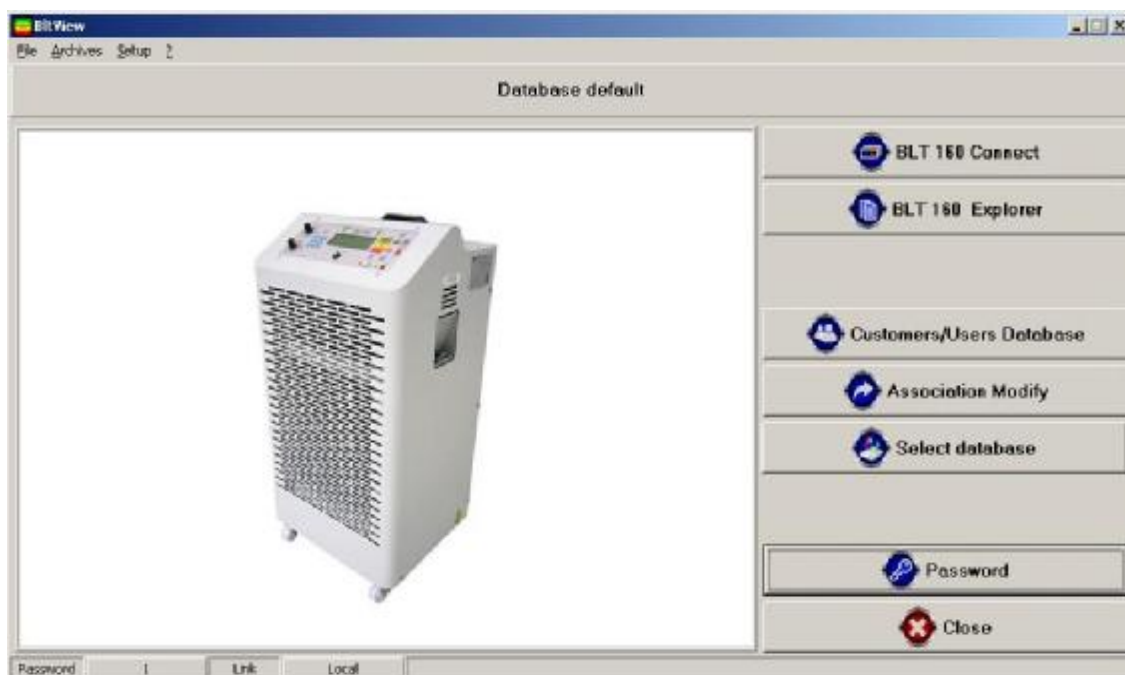 BltView
File Archives Setup ?
Database default
BLT 160 Connect
BLT 160 Explorer
Customers/Users Database
Association Modify
Select database
Password
Close
Password 1 Link Local